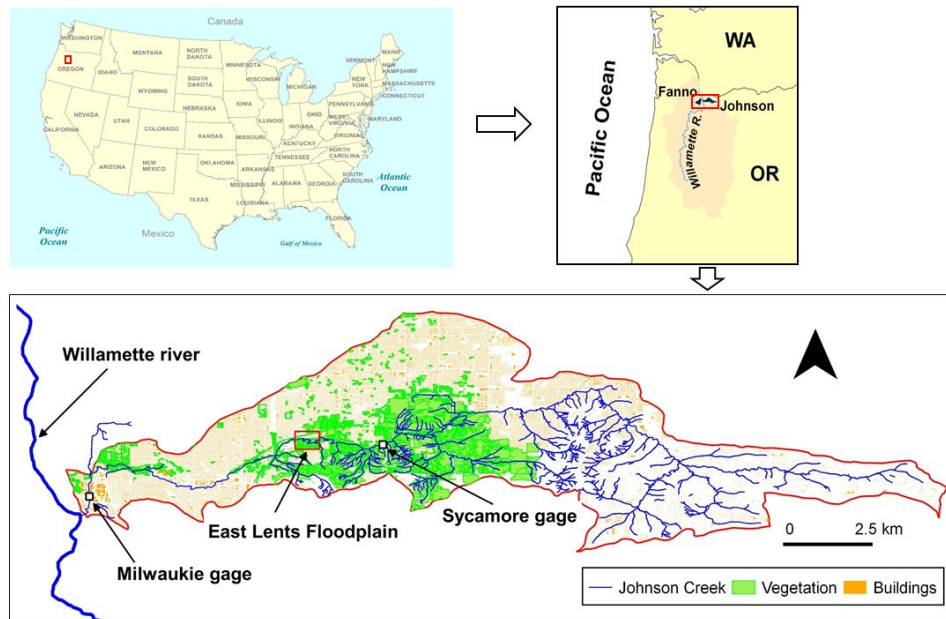 Canada
WASHINGTON
MONTANA
NORTH
DAKOTA
MINNESOTA
MAINE
OREGON
IDAHO
SOUTH
DAKOTA
WISCONSIN
MICHIGAN
VERMONT
NEW
HAMPSHIRE
NEW
YORK
MASSACHUSETTS
CONNECTICUT
WYOMING
NEBRASKA
IOWA
PENNSYLVANIA
NEVADA
UTAH
COLORADO
KANSAS
MISSOURI
ILLINOIS
INDIANA
OHIO
WEST
VIRGINIA
VIRGINIA
MARYLAND
CALIFORNIA
KENTUCKY
NORTH
CAROLINA
TENNESSEE
ARIZONA
NEW
MEXICO
OKLAHOMA
ARKANSAS
SOUTH
CAROLINA
MISSISSIPPI
ALABAMA
GEORGIA
TEXAS
LOUISIANA
FLORIDA
Atlantic
Ocean
Pacific
Ocean
Mexico
Gulf of Mexico
Pacific Ocean
WA
Fanno
Johnson
Willamette R.
OR
Willamette river
East Lents Floodplain
Sycamore gage
Milwaukie gage
0 2.5 km
Johnson Creek Vegetation Buildings